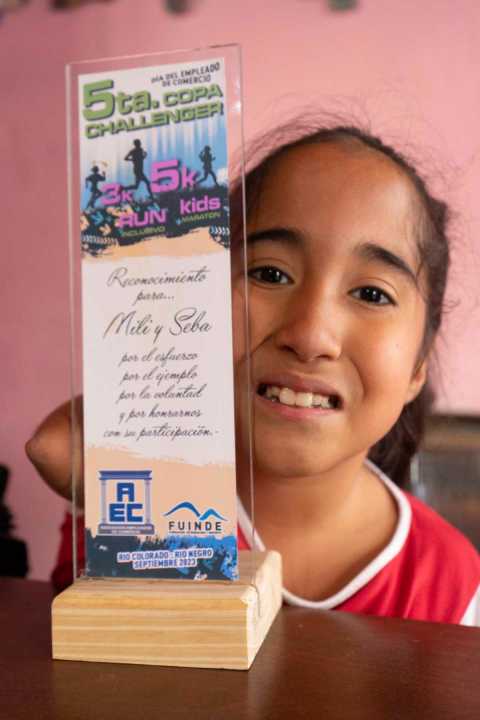 DÍA DEL EMPLEADO
DE COMERCIO
5ta. COPA
CHALLENGER
3K 5K
RUN kids
INCLUSIVO MARATON
Reconocimiento
para...
Mili y Seba
por el esfuerzo
por el ejemplo
por la voluntad
y por honrarnos
con su participación.-
A
EC
FUINDE
RIO COLORADO - RIO NEGRO
SEPTIEMBRE 2023